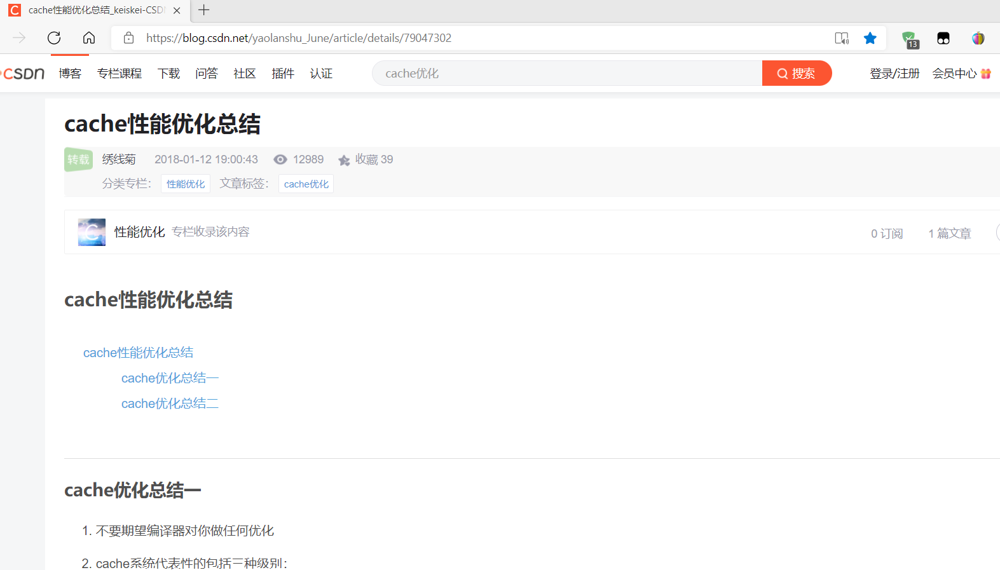 cache性能优化总结_keiskei-CSD
https://blog.csdn.net/yaolanshu_June/article/details/79047302
13
CSDN 博客 专栏课程 下载 问答 社区 插件 认证 cache优化 搜索 登录/注册 会员中心
cache性能优化总结
转载 绣线菊 2018-01-12 19:00:43 12989 收藏 39
分类专栏： 性能优化 文章标签： cache优化
性能优化 专栏收录该内容 0 订阅 1 篇文章
cache性能优化总结
cache性能优化总结
cache优化总结一
cache优化总结二
cache优化总结一
1. 不要期望编译器对你做任何优化
2. cache系统代表性的包括三种级别：